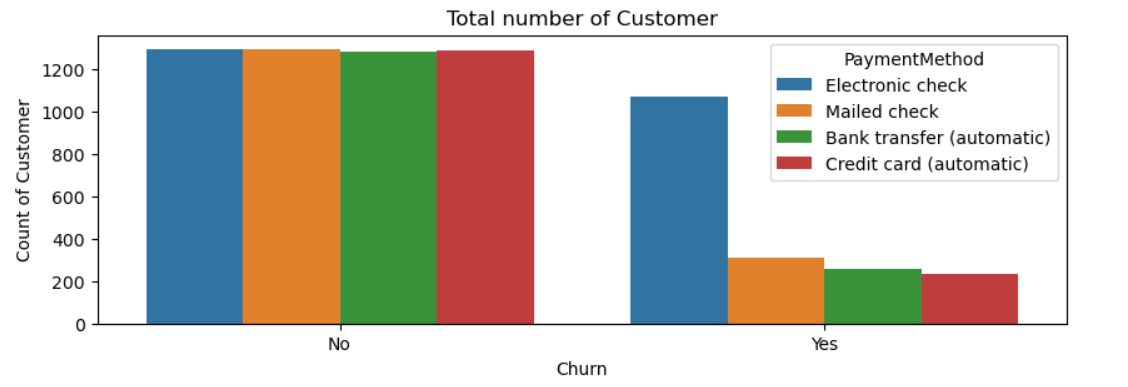 Total number of Customer
Count of Customer
1200
1000
800
600
400
200
0
PaymentMethod
Electronic check
Mailed check
Bank transfer (automatic)
Credit card (automatic)
No
Yes
Churn